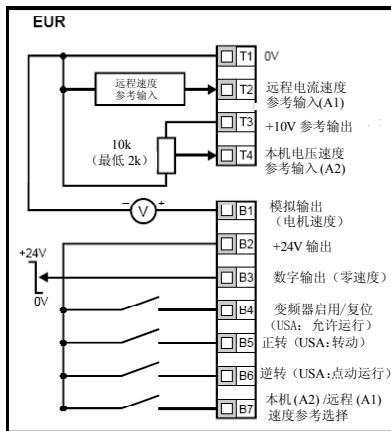 EUR
T1 0V
远程速度
参考输入
T2 远程电流速度
参考输入(A1)
T3 +10V 参考输出
10k
（最低 2k）
T4 本机电压速度
参考输入(A2)
− V +
B1 模拟输出
（电机速度）
B2 +24V 输出
+24V
0V
B3 数字输出（零速度）
B4 变频器启用/复位
（USA: 允许运行）
B5 正转（USA:转动）
B6 逆转（USA:点动运行）
B7 本机(A2) /远程(A1)
速度参考选择